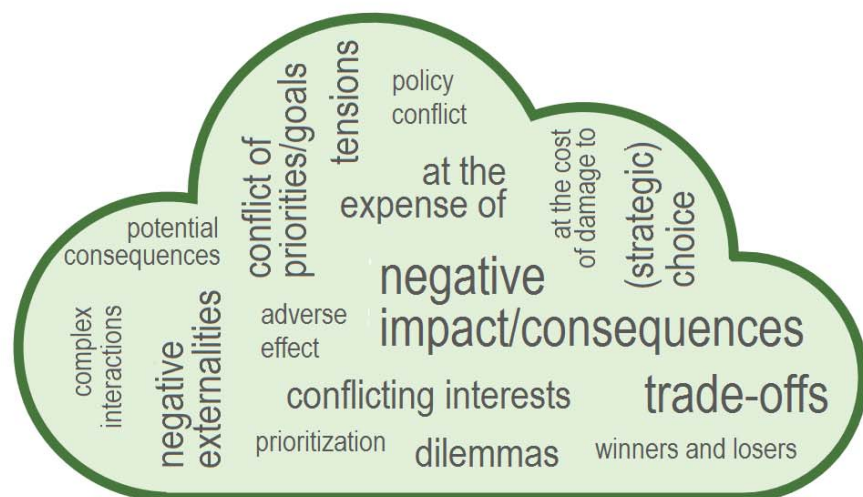 conflict of
priorities/goals
tensions
policy
conflict
at the
expense of
at the cost
of damage to
(strategic)
choice
potential
consequences
negative
impact/consequences
complex
interactions
negative
externalities
adverse
effect
conflicting interests
trade-offs
prioritization
dilemmas
winners and losers